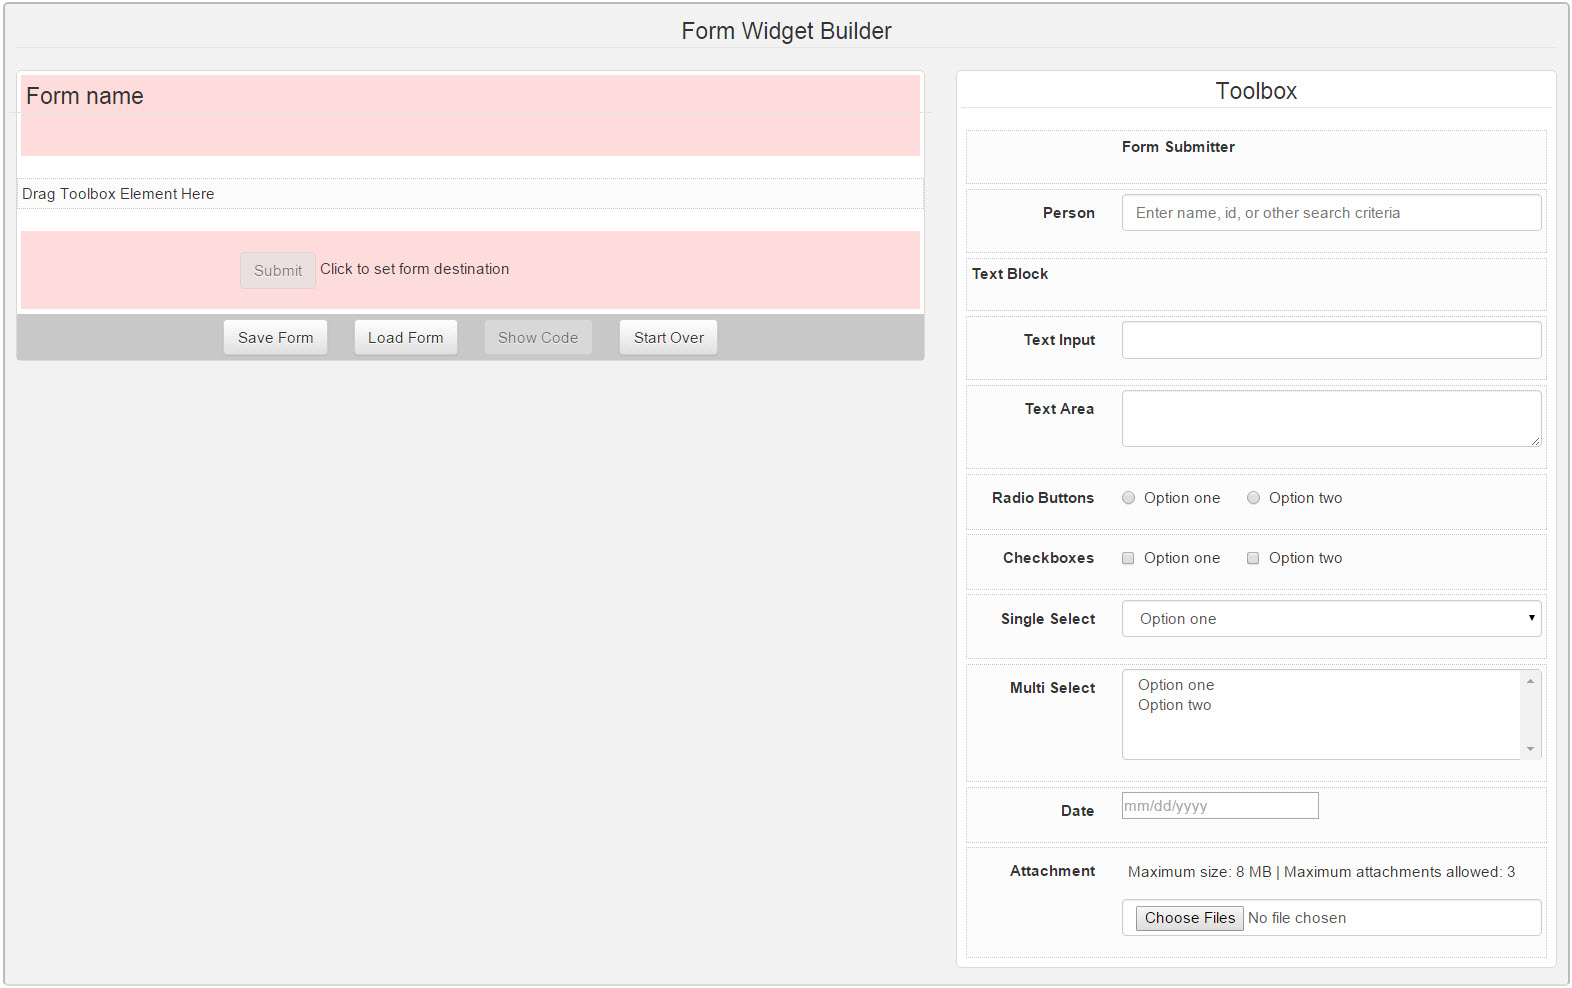 Form Widget Builder
Form name
Drag Toolbox Element Here
Submit Click to set form destination
Save Form Load Form Show Code Start Over
Toolbox
Form Submitter
Person Enter name, id, or other search criteria
Text Block
Text Input
Text Area
Radio Buttons Option one Option two
Checkboxes Option one Option two
Single Select Option one
Multi Select Option one
Option two
Date mm/dd/yyyy
Attachment Maximum size: 8 MB | Maximum attachments allowed: 3
Choose Files No file chosen